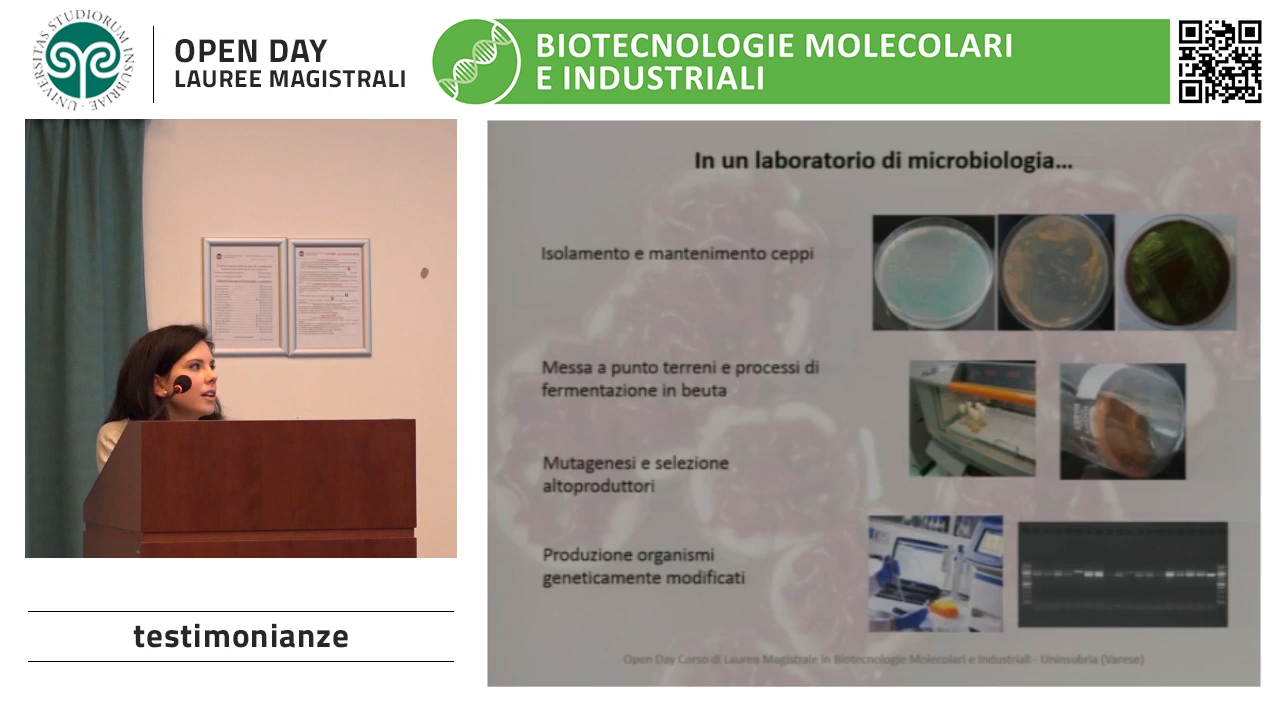 UNIVERSITAS STUDIORUM INSUBRIAE
OPEN DAY
LAUREE MAGISTRALI
BIOTECNOLOGIE MOLECOLARI
E INDUSTRIALI
In un laboratorio di microbiologia...
Isolamento e mantenimento ceppi
Messa a punto terreni e processi di
fermentazione in beuta
Mutagenesi e selezione
altoproduttori
Produzione organismi
geneticamente modificati
Open Day Corso di Laurea Magistrale in Biotecnologie Molecolari e Industriali - Uninsubria (Varese)
testimonianze